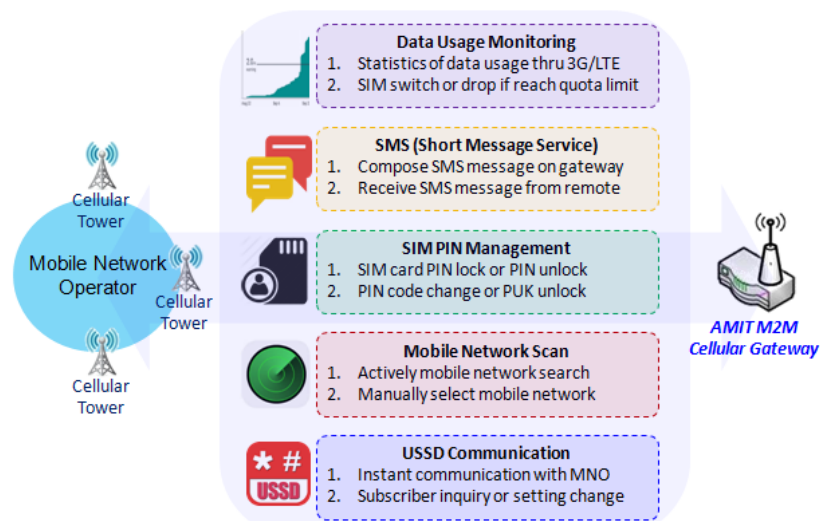 Data Usage Monitoring
1. Statistics of data usage thru 3G/LTE
2. SIM switch or drop if reach quota limit
SMS (Short Message Service)
1. Compose SMS message on gateway
2. Receive SMS message from remote
Cellular
Tower
Mobile Network
Operator
Cellular
Tower
Cellular
Tower
SIM PIN Management
1. SIM card PIN lock or PIN unlock
2. PIN code change or PUK unlock
AMIT M2M
Cellular Gateway
Mobile Network Scan
1. Actively mobile network search
2. Manually select mobile network
* #
USSD
USSD Communication
1. Instant communication with MNO
2. Subscriber inquiry or setting change